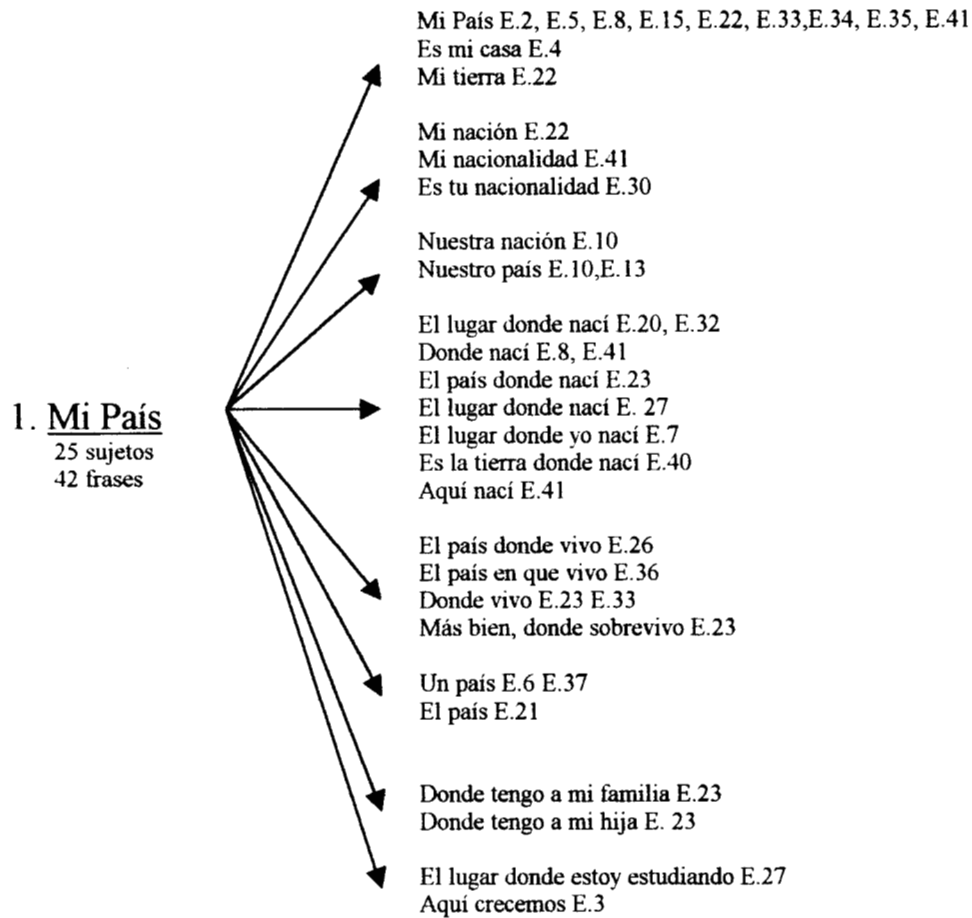 Mi País E.2, E.5, E.8, E.15, E.22, E.33,E.34, E.35, E.41
Es mi casa E.4
Mi tierra E.22
Mi nación E.22
Mi nacionalidad E.41
Es tu nacionalidad E.30
Nuestra nación E.10
Nuestro país E.10,E.13
El lugar donde nací E.20, E.32
Donde nací E.8, E.41
El país donde nací E.23
El lugar donde nací E. 27
El lugar donde yo nací E.7
Es la tierra donde nací E.40
Aquí nací E.41
1. Mi País
25 sujetos
42 frases
El país donde vivo E.26
El país en que vivo E.36
Donde vivo E.23 E.33
Más bien, donde sobrevivo E.23
Un país E.6 E.37
El país E.21
Donde tengo a mi familia E.23
Donde tengo a mi hija E. 23
El lugar donde estoy estudiando E.27
Aquí crecemos E.3